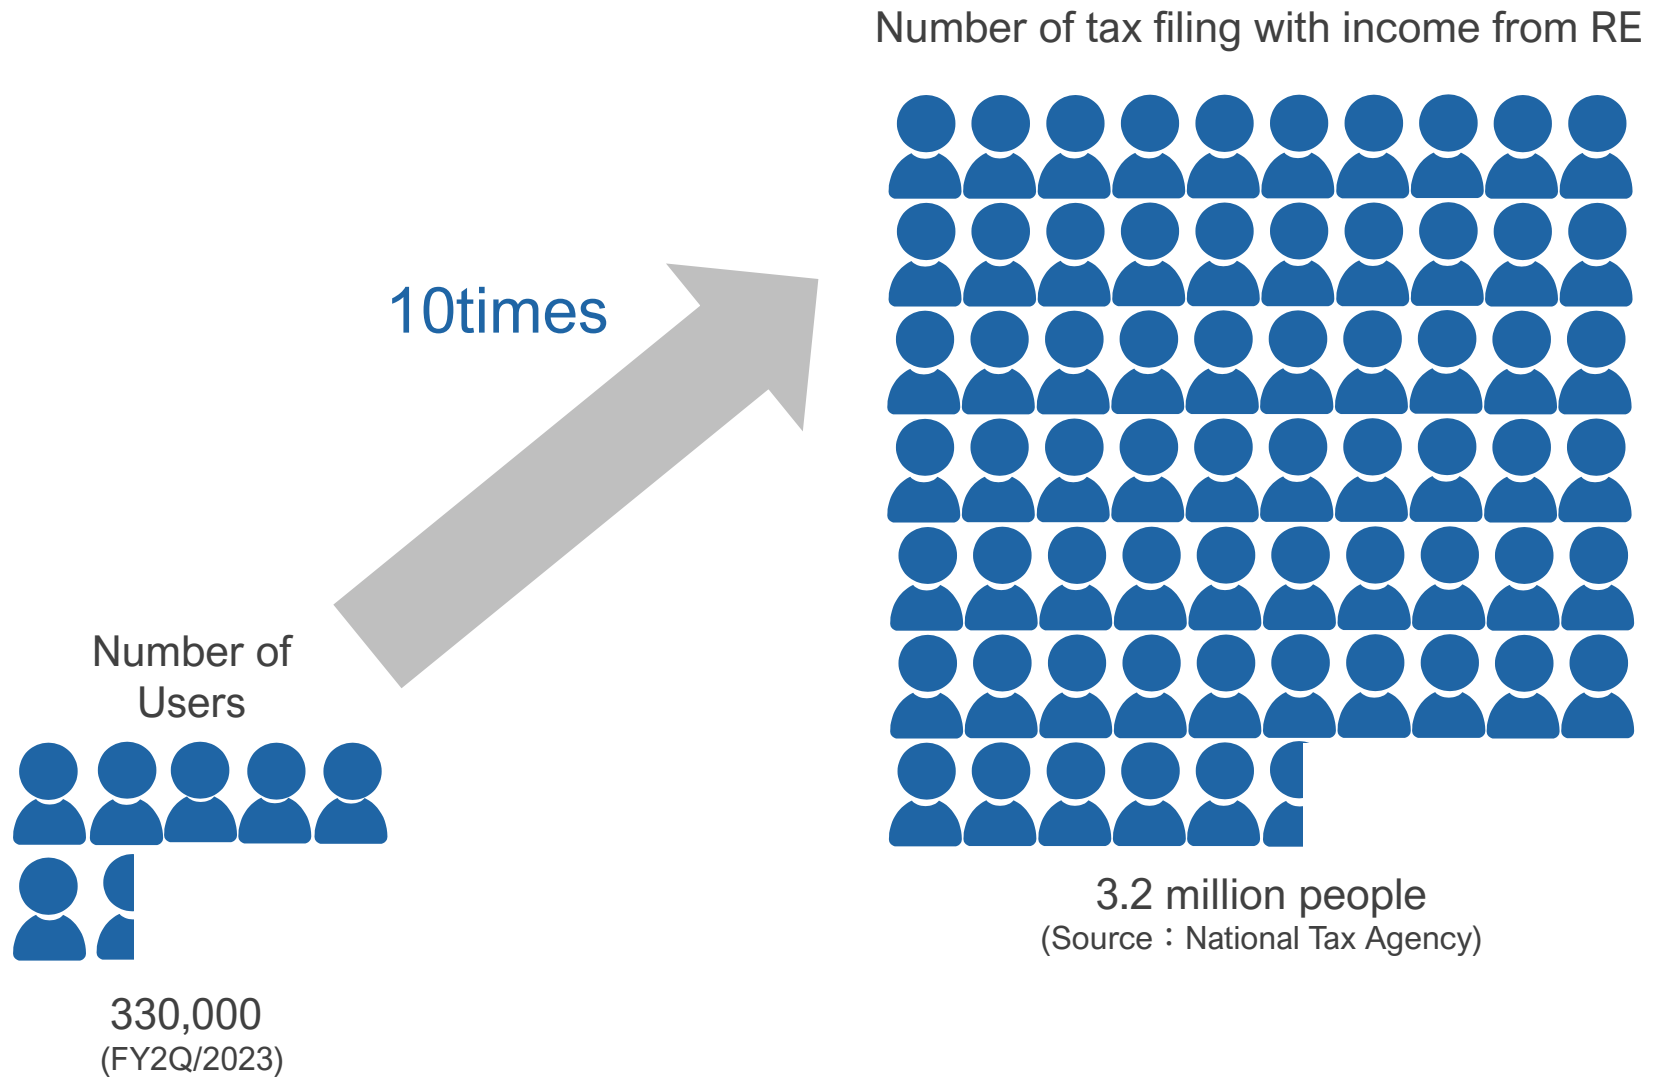 Number of tax filing with income from RE
10times
Number of
Users
3.2 million people
(Source：National Tax Agency)
330,000
(FY2Q/2023)